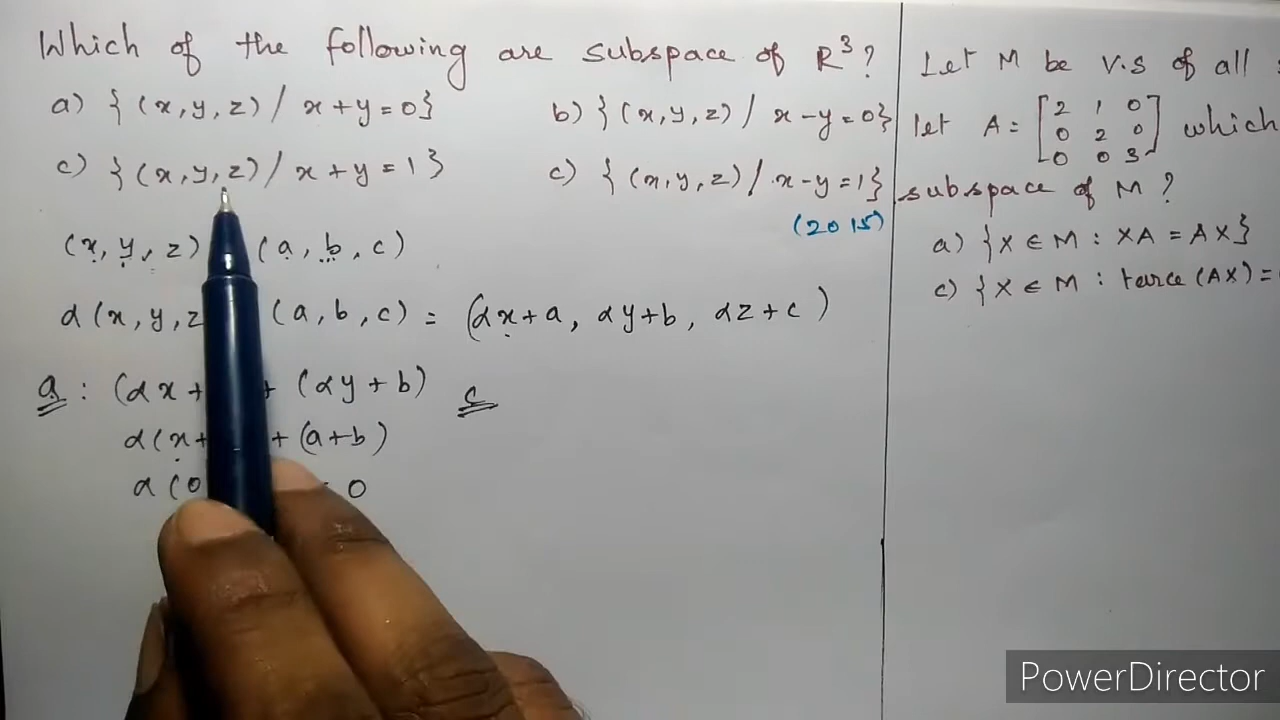 Which of the following are subspace of R³?
a) {(x,y,z) / x+y=0}
b) {(x,y,z) / x-y=0}
c) {(x,y,z) / x+y=1}
c) {(x,y,z) / x-y=1}
(2015)
(x, y, z) (a, b, c)
α(x, y, z (a, b, c) = (αx+a, αy+b, αz+c)
a : (αx+ + (αy+b)
α(x+ + (a+b)
α(0 = 0
c
Let M be v.s of all
let A = [2 1 0
0 2 0
0 0 3] which
subspace of M?
a) {X ∈ M : XA = AX}
c) {X ∈ M : tarce(AX) =
PowerDirector